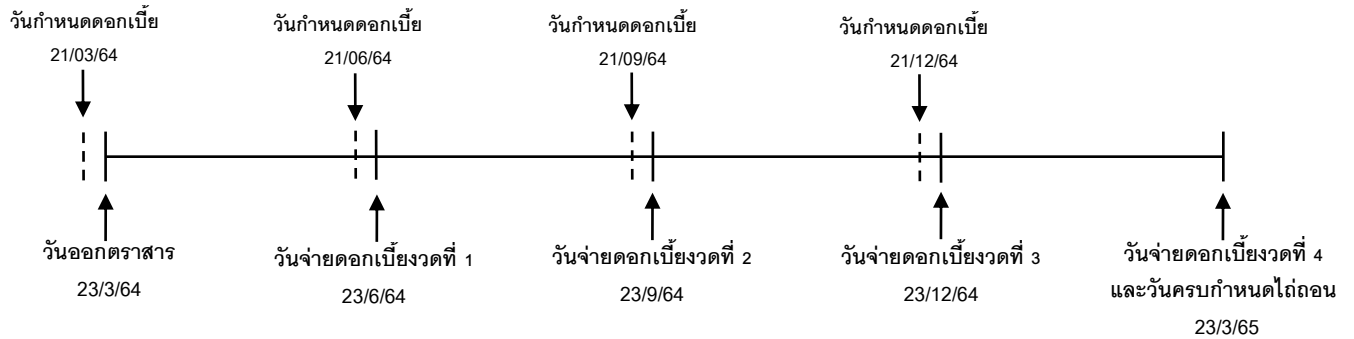 วันกำหนดดอกเบี้ย
21/03/64
วันกำหนดดอกเบี้ย
21/06/64
วันกำหนดดอกเบี้ย
21/09/64
วันกำหนดดอกเบี้ย
21/12/64
วันออกตราสาร
23/3/64
วันจ่ายดอกเบี้ยงวดที่ 1
23/6/64
วันจ่ายดอกเบี้ยงวดที่ 2
23/9/64
วันจ่ายดอกเบี้ยงวดที่ 3
23/12/64
วันจ่ายดอกเบี้ยงวดที่ 4
และวันครบกำหนดไถ่ถอน
23/3/65